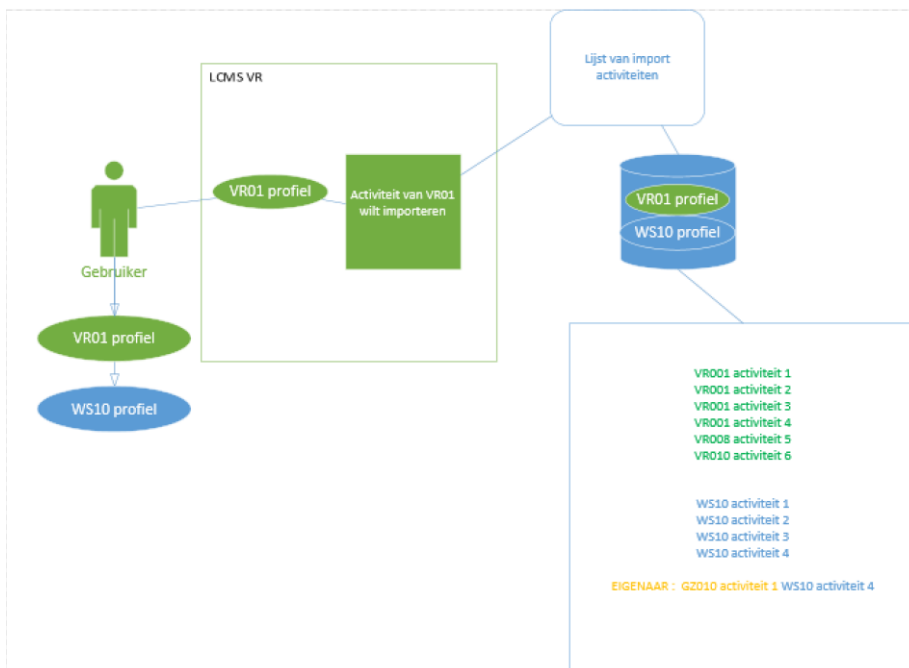 LCMS VR
Lijst van import
activiteiten
VR01 profiel
Activiteit van VR01
wilt importeren
VR01 profiel
WS10 profiel
Gebruiker
VR01 profiel
WS10 profiel
VR001 activiteit 1
VR001 activiteit 2
VR001 activiteit 3
VR001 activiteit 4
VR008 activiteit 5
VR010 activiteit 6
WS10 activiteit 1
WS10 activiteit 2
WS10 activiteit 3
WS10 activiteit 4
EIGENAAR : GZ010 activiteit 1 WS10 activiteit 4